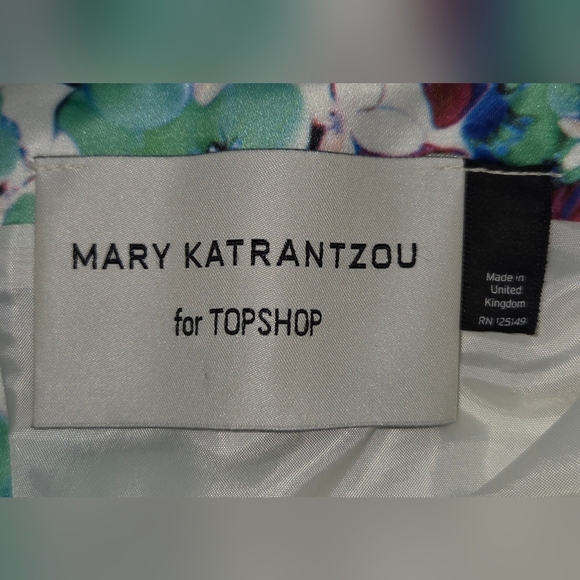 MARY KATRANTZOU
for TOPSHOP
Made in
United
Kingdom
RN 125149